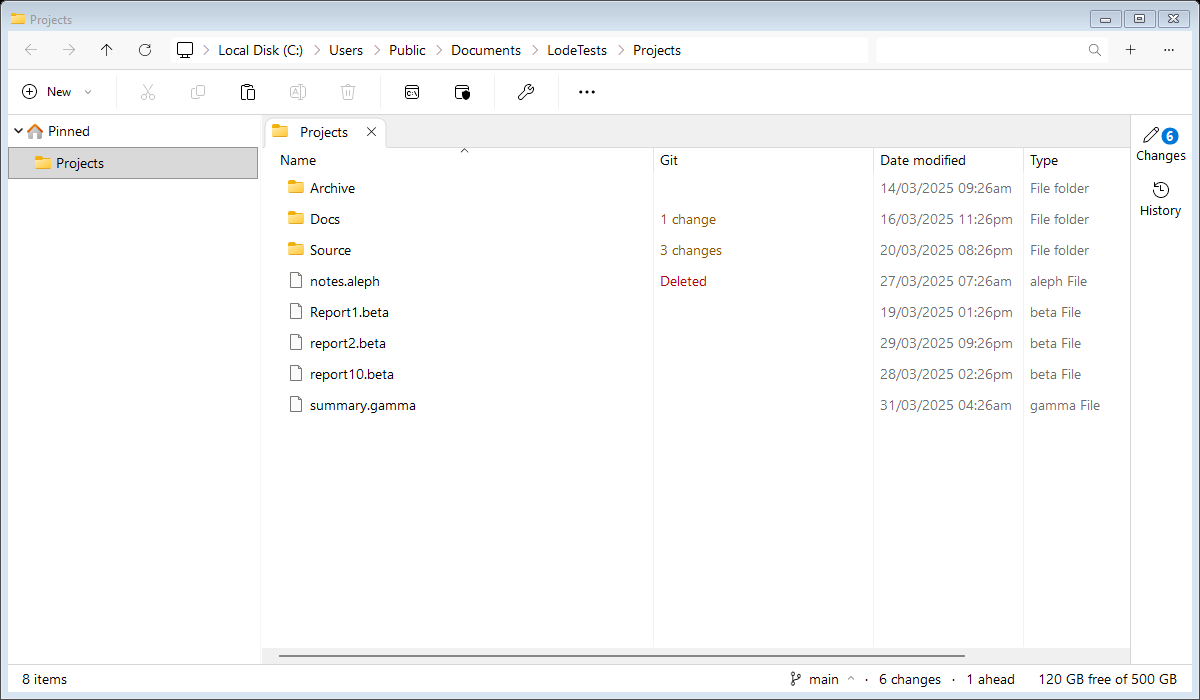 Projects
Local Disk (C:) Users Public Documents LodeTests Projects
New
Pinned
Projects
Projects
Name Git Date modified Type
Archive 14/03/2025 09:26am File folder
Docs 1 change 16/03/2025 11:26pm File folder
Source 3 changes 20/03/2025 08:26pm File folder
notes.aleph Deleted 27/03/2025 07:26am aleph File
Report1.beta 19/03/2025 01:26pm beta File
report2.beta 29/03/2025 09:26pm beta File
report10.beta 28/03/2025 02:26pm beta File
summary.gamma 31/03/2025 04:26am gamma File
6
Changes
History
8 items main · 6 changes · 1 ahead 120 GB free of 500 GB